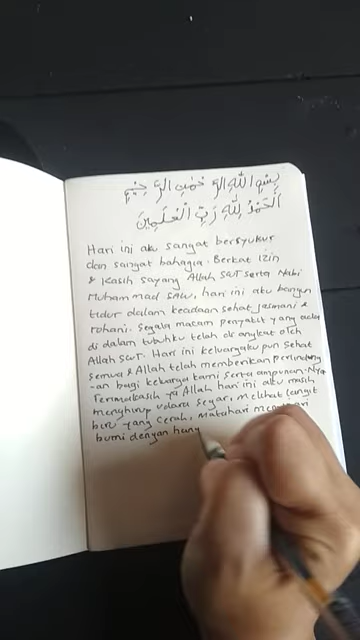 بِسْمِ اللهِ الرَّحْمٰنِ الرَّحِيْمِ
اَلْحَمْدُ لِلّٰهِ رَبِّ الْعٰلَمِيْنَ
Hari ini aku sangat bersyukur
dan sangat bahagia. Berkat izin
& kasih sayang Allah SWT serta Nabi
Muhammad SAW, hari ini aku bangun
tidur dalam keadaan sehat jasmani &
rohani. Segala macam penyakit yang ada
di dalam tubuhku telah diangkat oleh
Allah SWT. Hari ini keluargaku pun sehat
semua & Allah telah memberikan perlindung
-an bagi keluarga kami serta ampunan-Nya
Terimakasih ya Allah hari ini aku masih
menghirup udara segar, melihat langit
biru yang cerah, matahari menyinari
bumi dengan hang